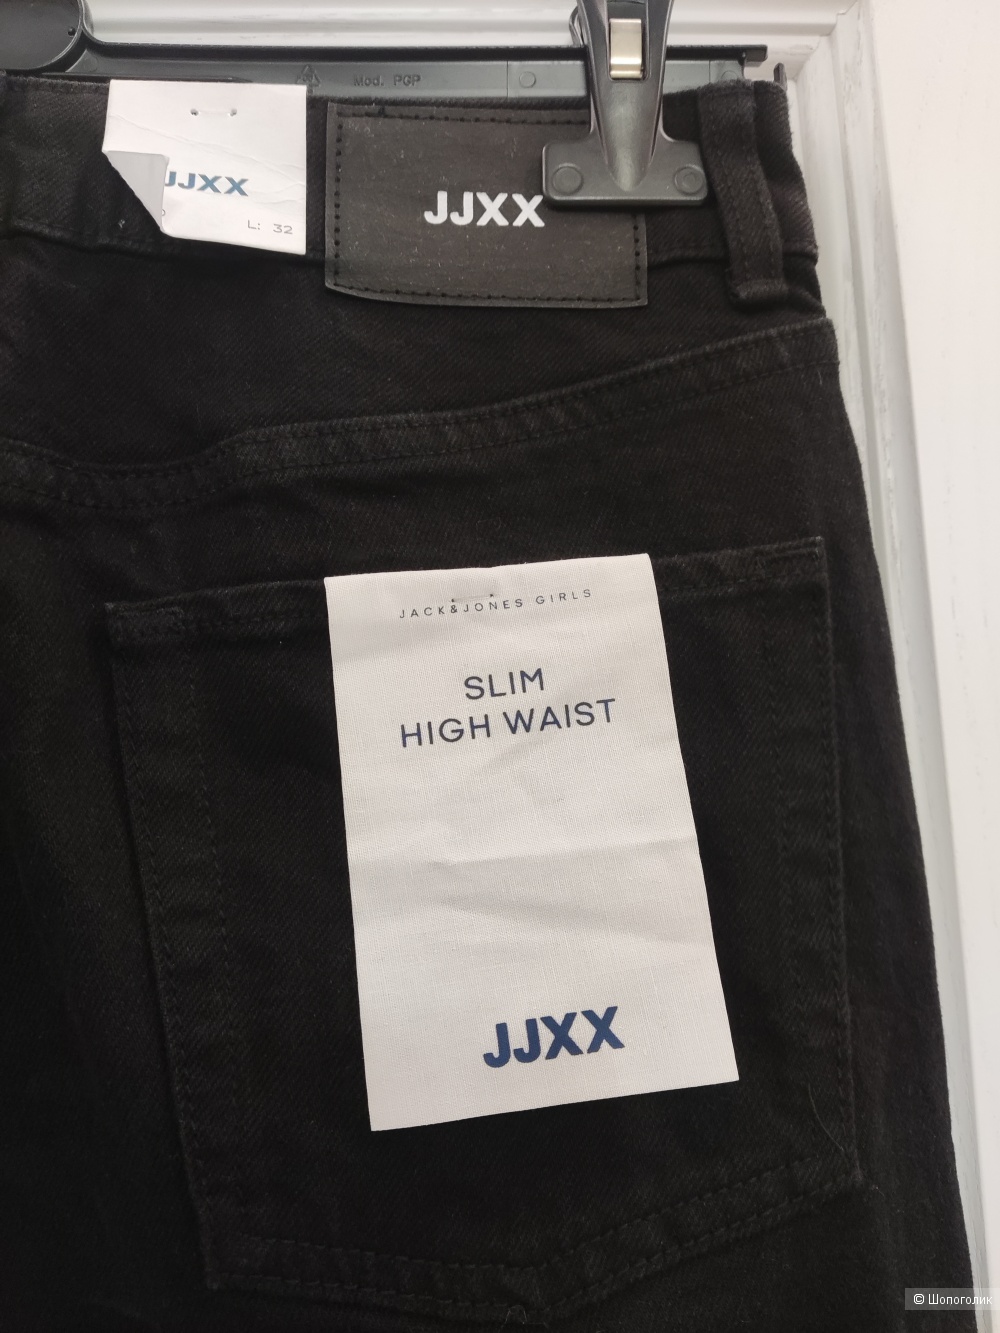 Mod. PGP
JJXX
L: 32
JJXX
JACK&JONES GIRLS
SLIM
HIGH WAIST
JJXX
© Шопоголик